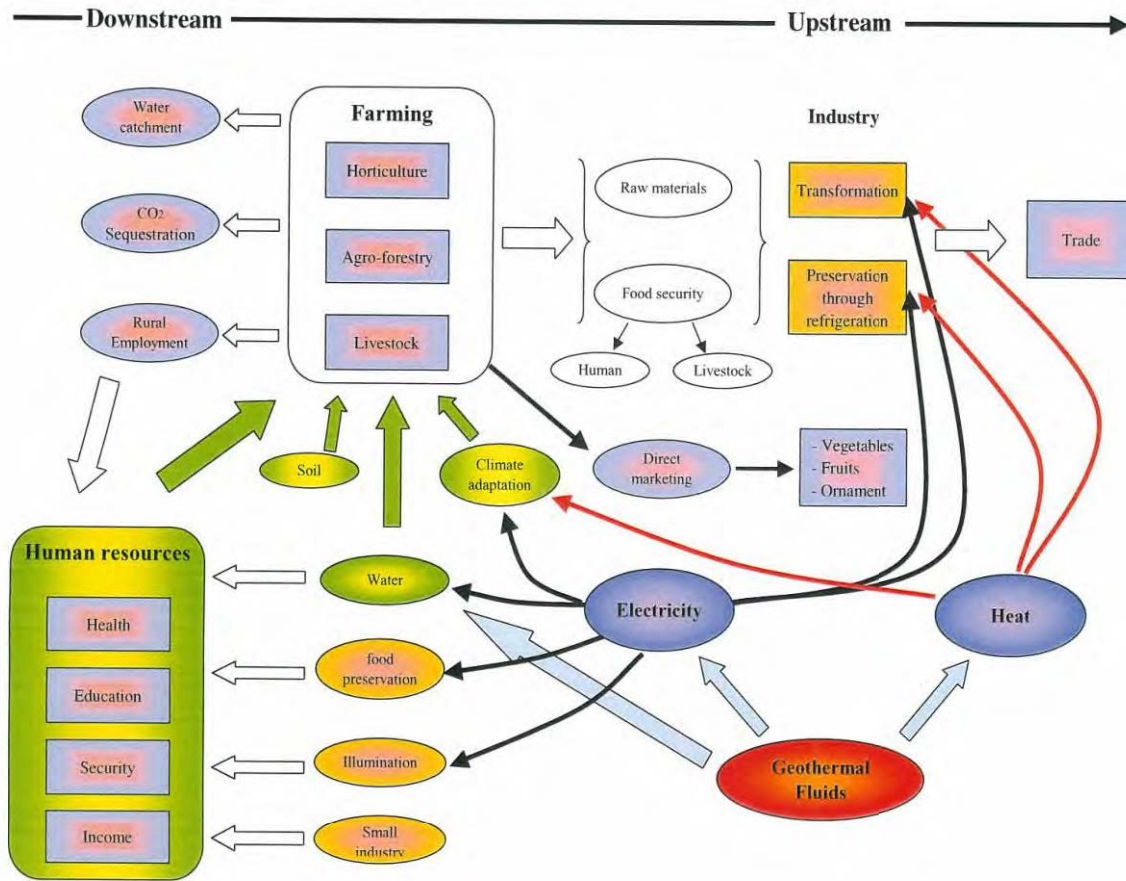 Downstream
Upstream
Water
catchment
CO2
Sequestration
Rural
Employment
Farming
Horticulture
Agro-forestry
Livestock
Raw materials
Food security
Human
Livestock
Industry
Transformation
Preservation
through
refrigeration
Trade
Soil
Climate
adaptation
Direct
marketing
- Vegetables
- Fruits
- Ornament
Human resources
Health
Education
Security
Income
Water
food
preservation
Illumination
Small
industry
Electricity
Heat
Geothermal
Fluids